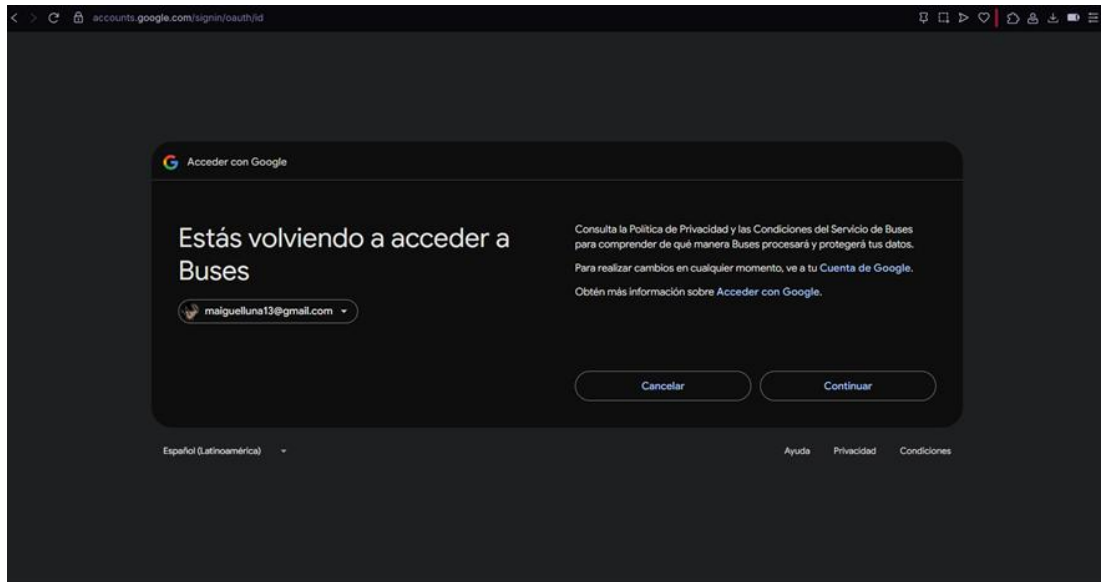 accounts.google.com/signin/oauth/id
Acceder con Google
Estás volviendo a acceder a
Buses
maiguelluna13@gmail.com
Consulta la Política de Privacidad y las Condiciones del Servicio de Buses
para comprender de qué manera Buses procesará y protegerá tus datos.
Para realizar cambios en cualquier momento, ve a tu Cuenta de Google.
Obtén más información sobre Acceder con Google.
Cancelar
Continuar
Español (Latinoamérica)
Ayuda
Privacidad
Condiciones